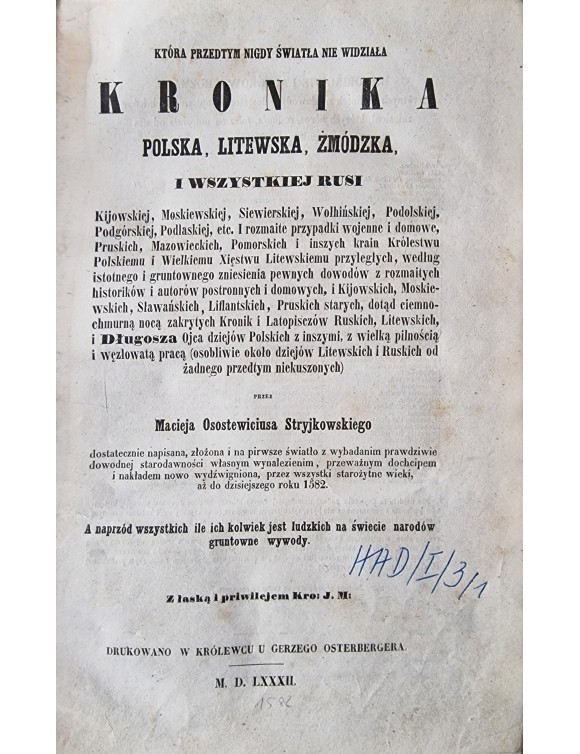 KTÓRA PRZEDTYM NIGDY ŚWIATŁA NIE WIDZIAŁA
KRONIKA
POLSKA, LITEWSKA, ŻMÓDZKA,
I WSZYSTKIEJ RUSI
Kijowskiej, Moskiewskiej, Siewierskiej, Wolhińskiej, Podolskiej,
Podgórskiej, Podlaskiej, etc. I rozmaite przypadki wojenne i domowe,
Pruskich, Mazowieckich, Pomorskich i inszych krain Królestwu
Polskiemu i Wielkiemu Xięstwu Litewskiemu przyległych, według
istotnego i gruntownego zniesienia pewnych dowodów z rozmaitych
historików i autorów postronnych i domowych, i Kijowskich, Moskie-
wskich, Sławańskich, Liflantskich, Pruskich starych, dotąd ciemno-
chmurną nocą zakrytych Kronik i Latopisczów Ruskich, Litewskich,
i Długosza Ojca dziejów Polskich z inszymi, z wielką pilnością
i węzłowatą pracą (osobliwie około dziejów Litewskich i Ruskich od
żadnego przedtym niekuszonych)
PRZEZ
Macieja Osostewiciusa Stryjkowskiego
dostatecznie napisana, złożona i na pirwsze światło z wybadanim prawdziwie
dowodnej starodawności własnym wynalezienim, przeważnym dochcipem
i nakładem nowo wydźwigniona, przez wszystki starożytne wieki,
aż do dzisiejszego roku 1582.
A naprzód wszystkich ile ich kolwiek jest ludzkich na świecie narodów
gruntowne wywody.
HAD/I/3/1
Z łaską i priwilejem Kro: J. M:
DRUKOWANO W KRÓLEWCU U GERZEGO OSTERBERGERA.
M. D. LXXXII.
1582